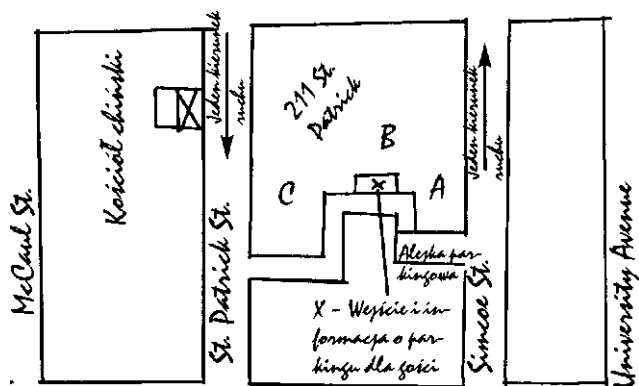 McCaul St.
Kościół chiński
Jeden kierunek
ruchu
St. Patrick St.
211 St.
Patrick
B
C
A
X
Alejka par-
kingowa
X - Wejście i in-
formacja o par-
kingu dla gości
Jeden kierunek
ruchu
Simcoe St.
University Avenue